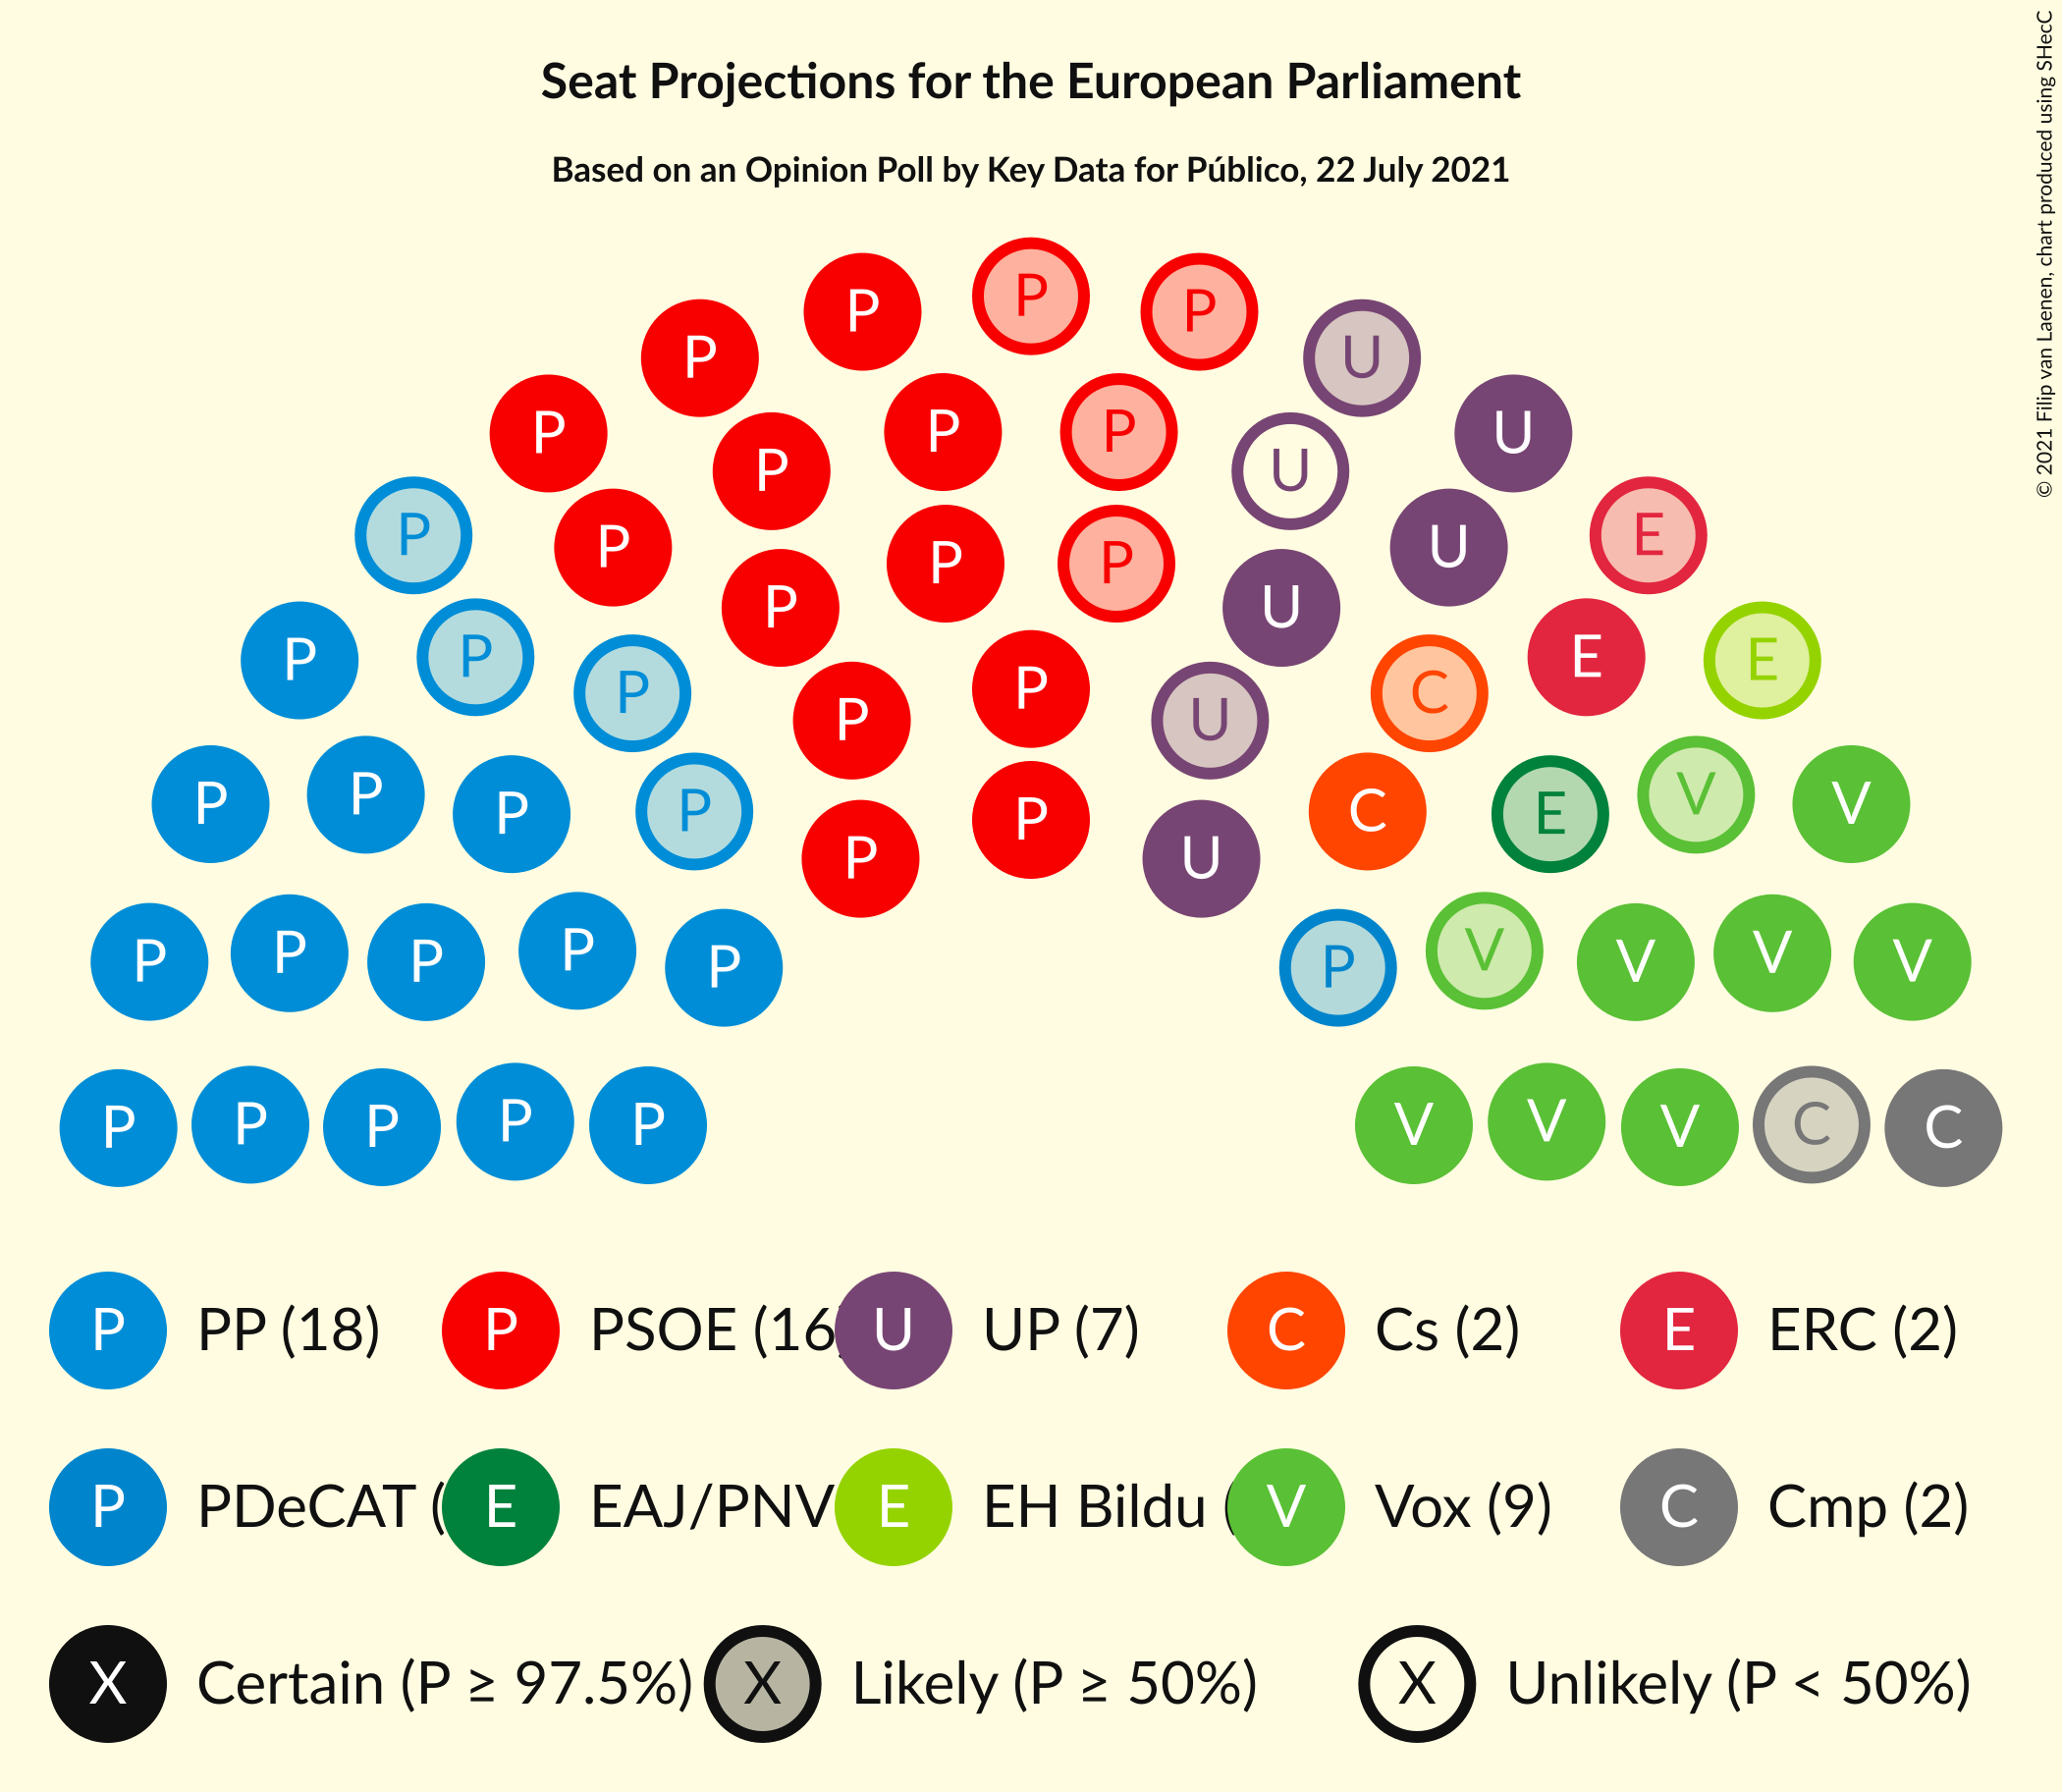 Seat Projections for the European Parliament
Based on an Opinion Poll by Key Data for Público, 22 July 2021
© 2021 Filip van Laenen, chart produced using SHecC
P P P U
P P U
P P P U
P P U
P P U E
P P U
P P U
P P E E
P P C
P P U
P P P C E V V
P P U
P P P P P P V V V V
P P P P P V V V C C
P PP (18) P PSOE (16 U UP (7) C Cs (2) E ERC (2)
P PDeCAT ( E EAJ/PNV E EH Bildu ( V Vox (9) C Cmp (2)
X Certain (P ≥ 97.5%) X Likely (P ≥ 50%) X Unlikely (P < 50%)